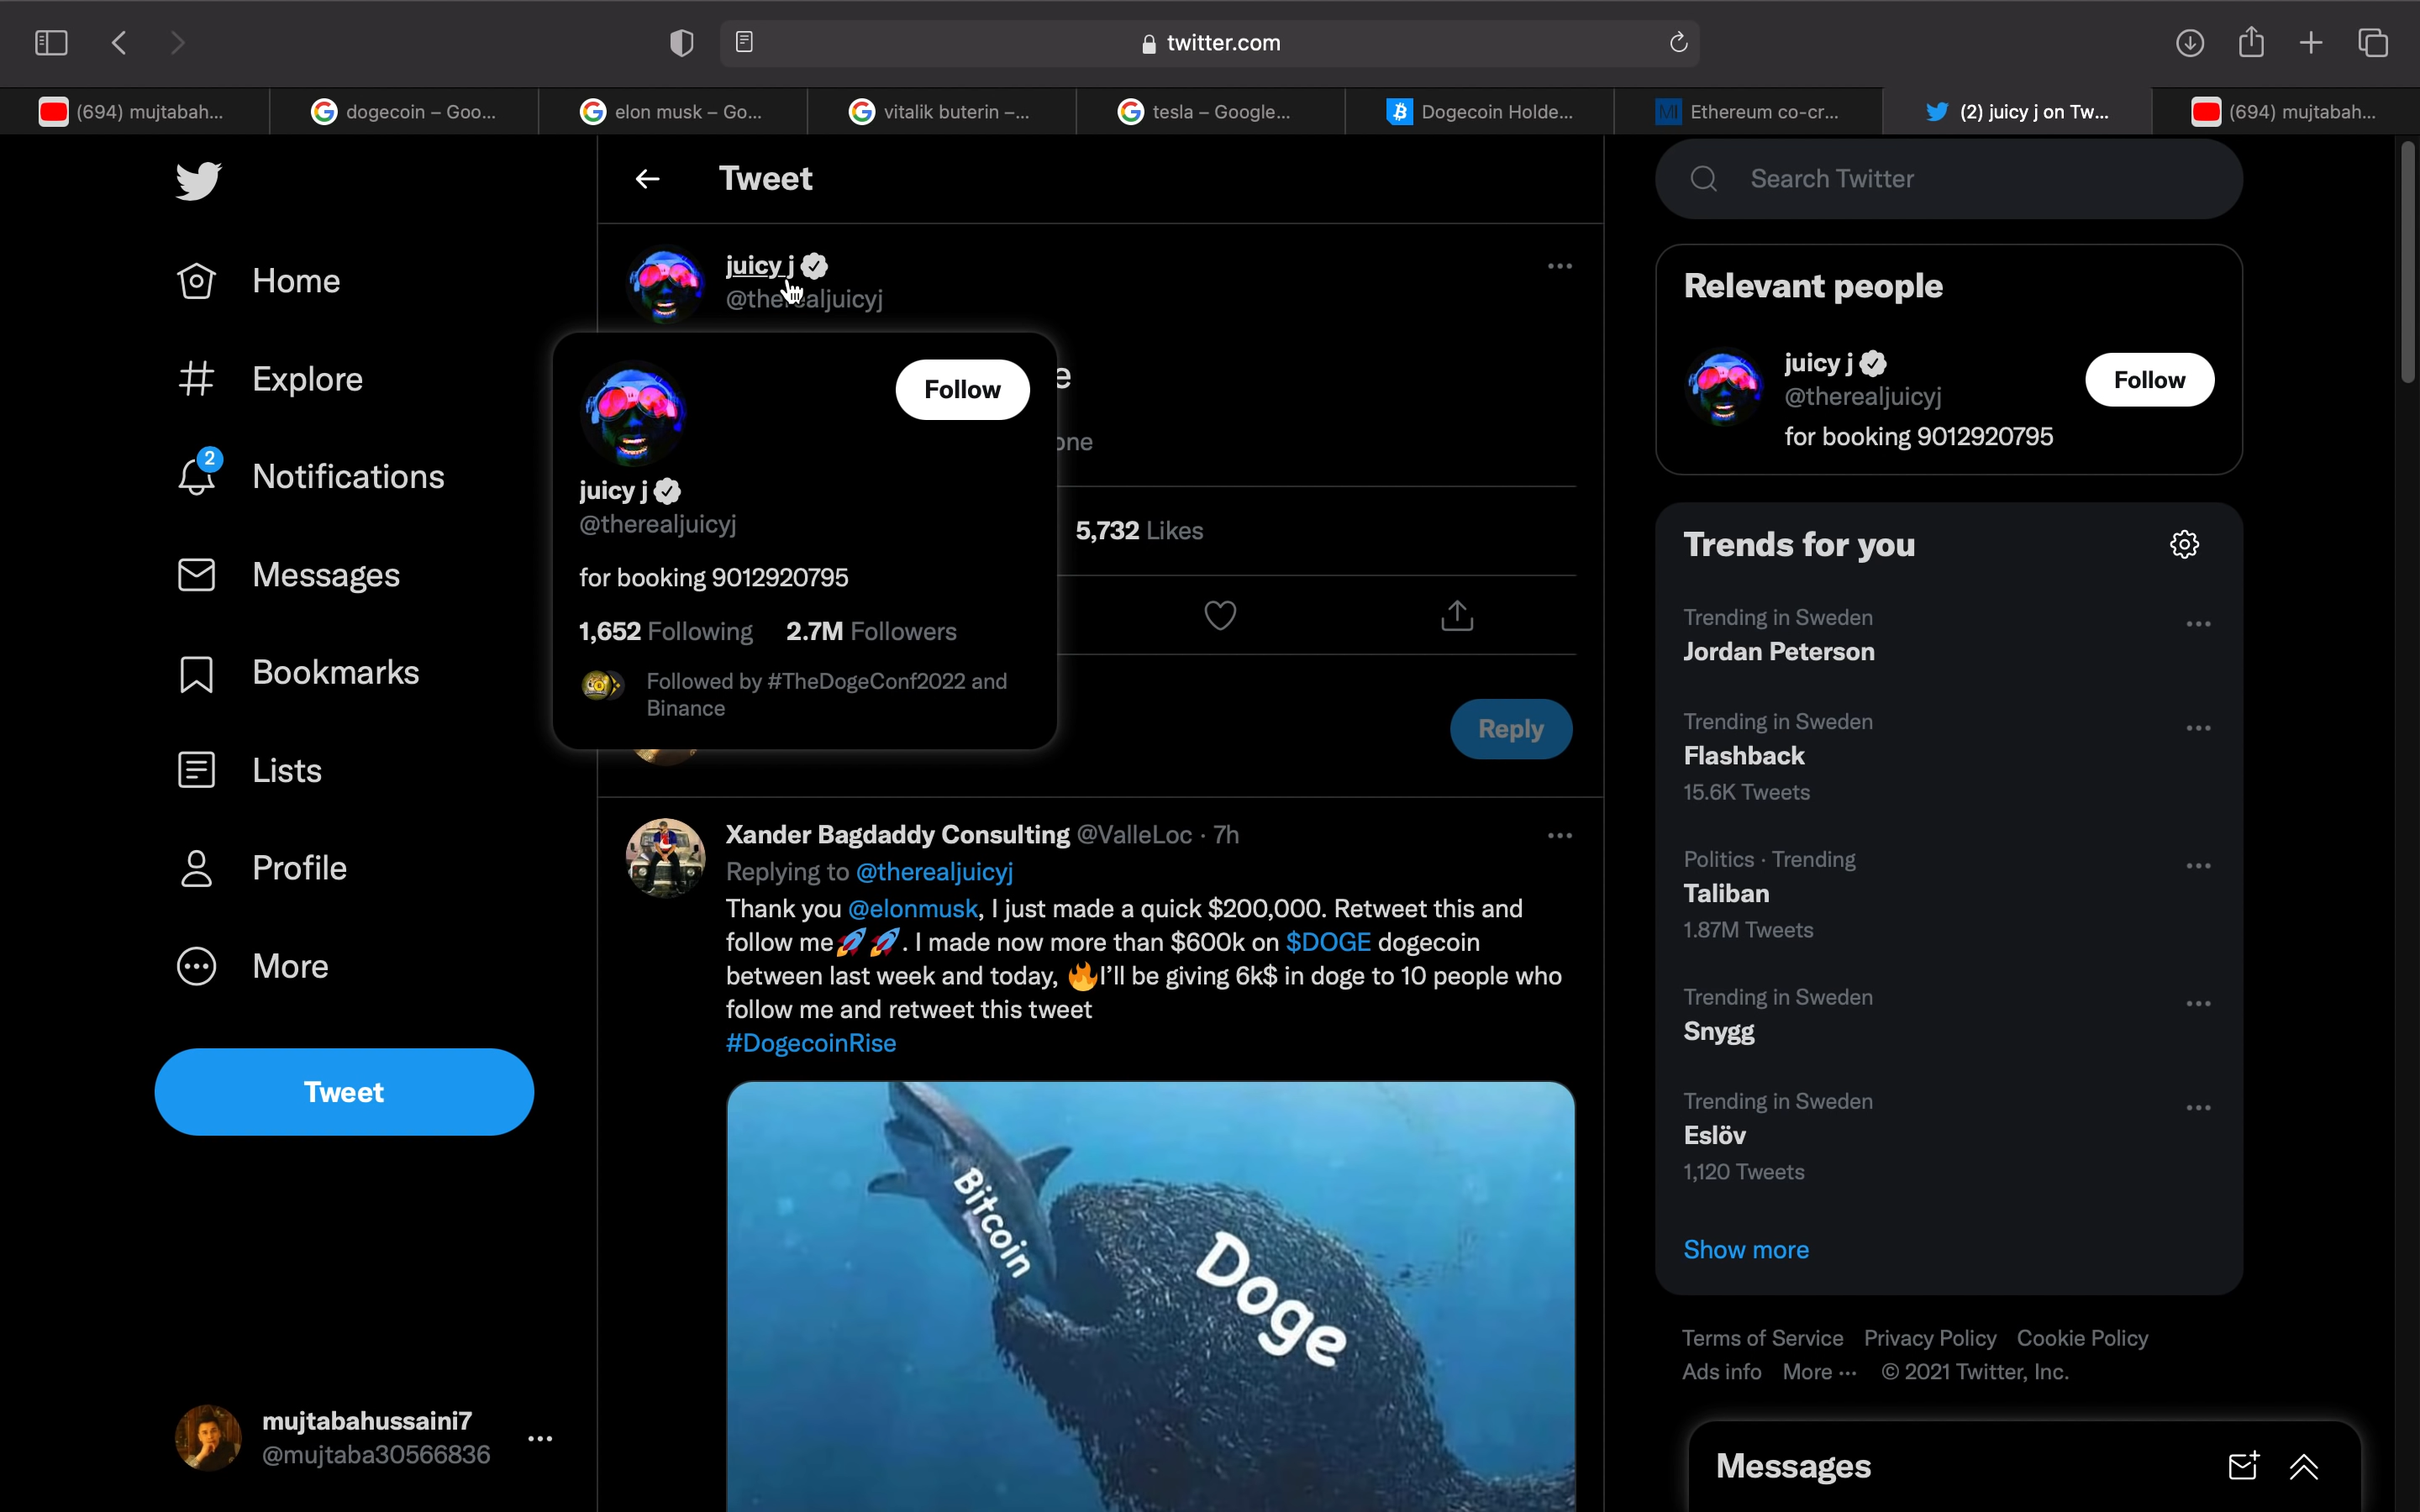 twitter.com
(694) mujtabah...
dogecoin – Goo...
elon musk – Go...
vitalik buterin –...
tesla – Google...
Dogecoin Holde...
MI Ethereum co-cr...
(2) juicy j on Tw...
(694) mujtabah...
Home
Explore
2
Notifications
Messages
Bookmarks
Lists
Profile
More
Tweet
mujtabahussaini7
@mujtaba30566836
Tweet
juicy j
@therealjuicyj
e
one
Follow
juicy j
@therealjuicyj
for booking 9012920795
1,652 Following 2.7M Followers
Followed by #TheDogeConf2022 and
Binance
5,732 Likes
Reply
Xander Bagdaddy Consulting @ValleLoc · 7h
Replying to @therealjuicyj
Thank you @elonmusk, I just made a quick $200,000. Retweet this and
follow me🚀🚀. I made now more than $600k on $DOGE dogecoin
between last week and today, 🔥I’ll be giving 6k$ in doge to 10 people who
follow me and retweet this tweet
#DogecoinRise
Bitcoin
Doge
Search Twitter
Relevant people
juicy j
@therealjuicyj
Follow
for booking 9012920795
Trends for you
Trending in Sweden
Jordan Peterson
Trending in Sweden
Flashback
15.6K Tweets
Politics · Trending
Taliban
1.87M Tweets
Trending in Sweden
Snygg
Trending in Sweden
Eslöv
1,120 Tweets
Show more
Terms of Service Privacy Policy Cookie Policy
Ads info More ··· © 2021 Twitter, Inc.
Messages